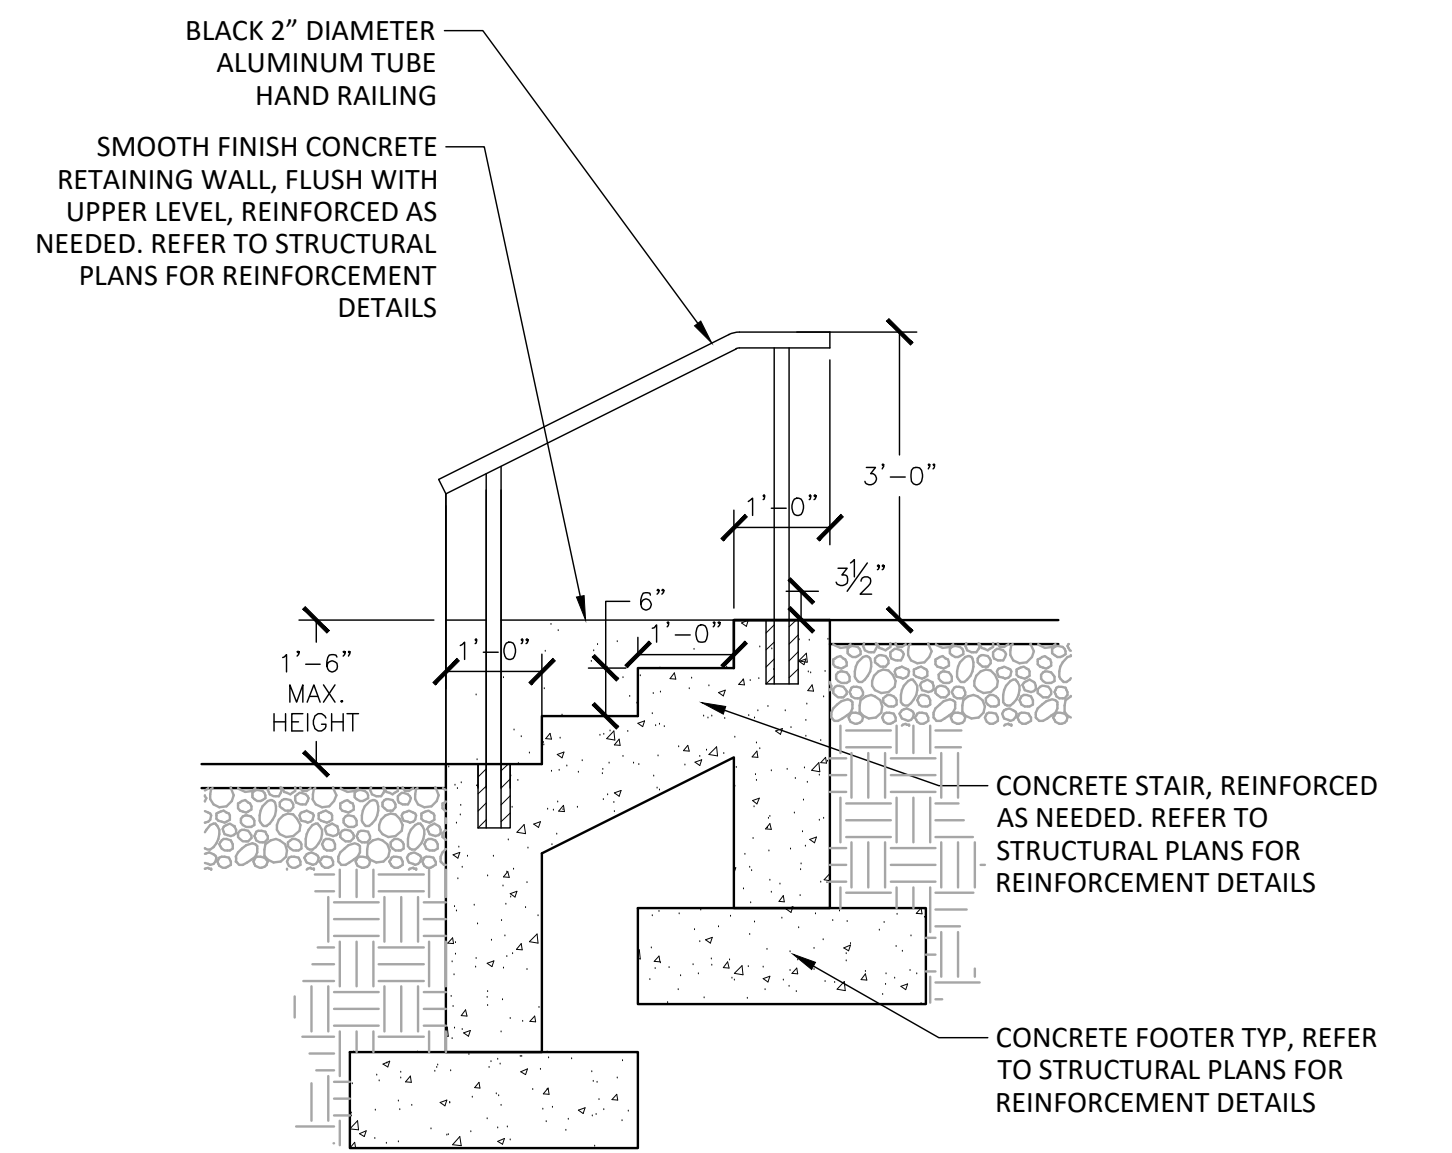 BLACK 2” DIAMETER
ALUMINUM TUBE
HAND RAILING
SMOOTH FINISH CONCRETE
RETAINING WALL, FLUSH WITH
UPPER LEVEL, REINFORCED AS
NEEDED. REFER TO STRUCTURAL
PLANS FOR REINFORCEMENT
DETAILS
3’-0”
1’-0”
3½”
6”
1’-0”
1’-0”
1’-6”
MAX.
HEIGHT
CONCRETE STAIR, REINFORCED
AS NEEDED. REFER TO
STRUCTURAL PLANS FOR
REINFORCEMENT DETAILS
CONCRETE FOOTER TYP, REFER
TO STRUCTURAL PLANS FOR
REINFORCEMENT DETAILS